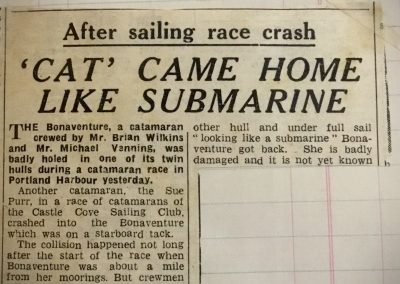 After sailing race crash
'CAT' CAME HOME
LIKE SUBMARINE
THE Bonaventure, a catamaran
crewed by Mr. Brian Wilkins
and Mr. Michael Vanning, was
badly holed in one of its twin
hulls during a catamaran race in
Portland Harbour yesterday.
Another catamaran, the Sue
Purr, in a race of catamarans of
the Castle Cove Sailing Club,
crashed into the Bonaventure
which was on a starboard tack.
The collision happened not long
after the start of the race when
Bonaventure was about a mile
from her moorings. But crewmen
other hull and under full sail
"looking like a submarine" Bona-
venture got back. She is badly
damaged and it is not yet known